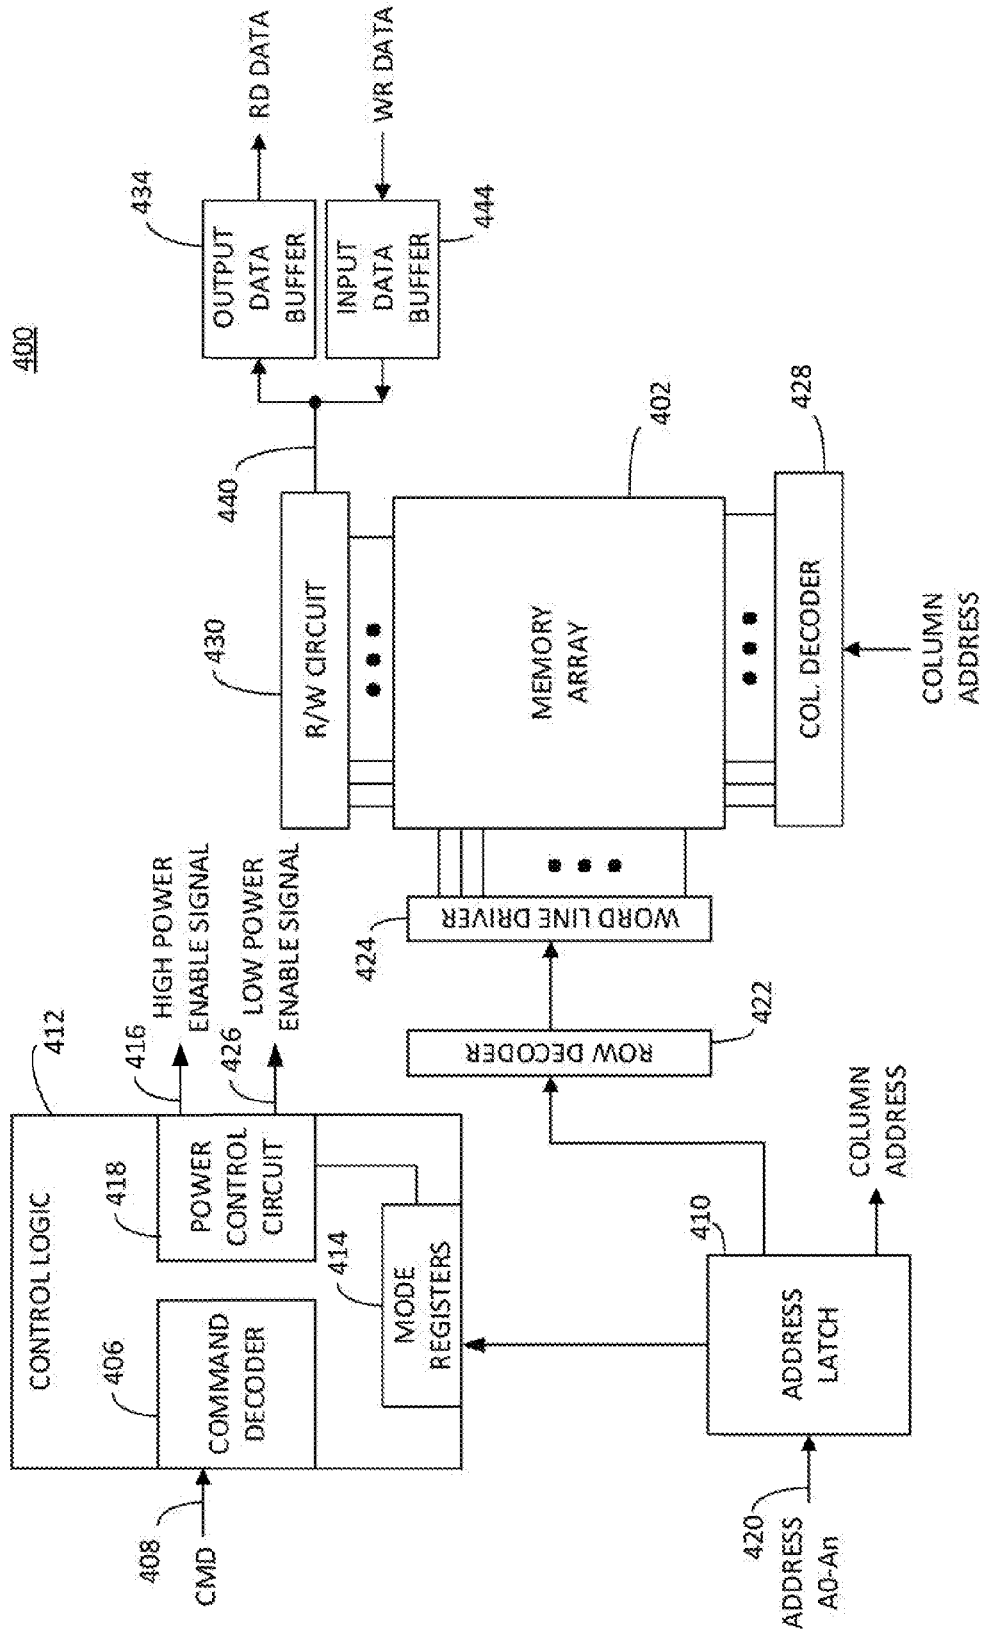 400
CONTROL LOGIC
412
406
COMMAND
DECODER
418
POWER
CONTROL
CIRCUIT
414
MODE
REGISTERS
408
CMD
416
HIGH POWER
ENABLE SIGNAL
426
LOW POWER
ENABLE SIGNAL
430
R/W CIRCUIT
440
434
OUTPUT
DATA
BUFFER
RD DATA
INPUT
DATA
BUFFER
444
WR DATA
424
WORD LINE DRIVER
ROW DECODER
422
MEMORY
ARRAY
402
COL. DECODER
428
COLUMN
ADDRESS
410
ADDRESS
LATCH
COLUMN
ADDRESS
420
ADDRESS
A0-An